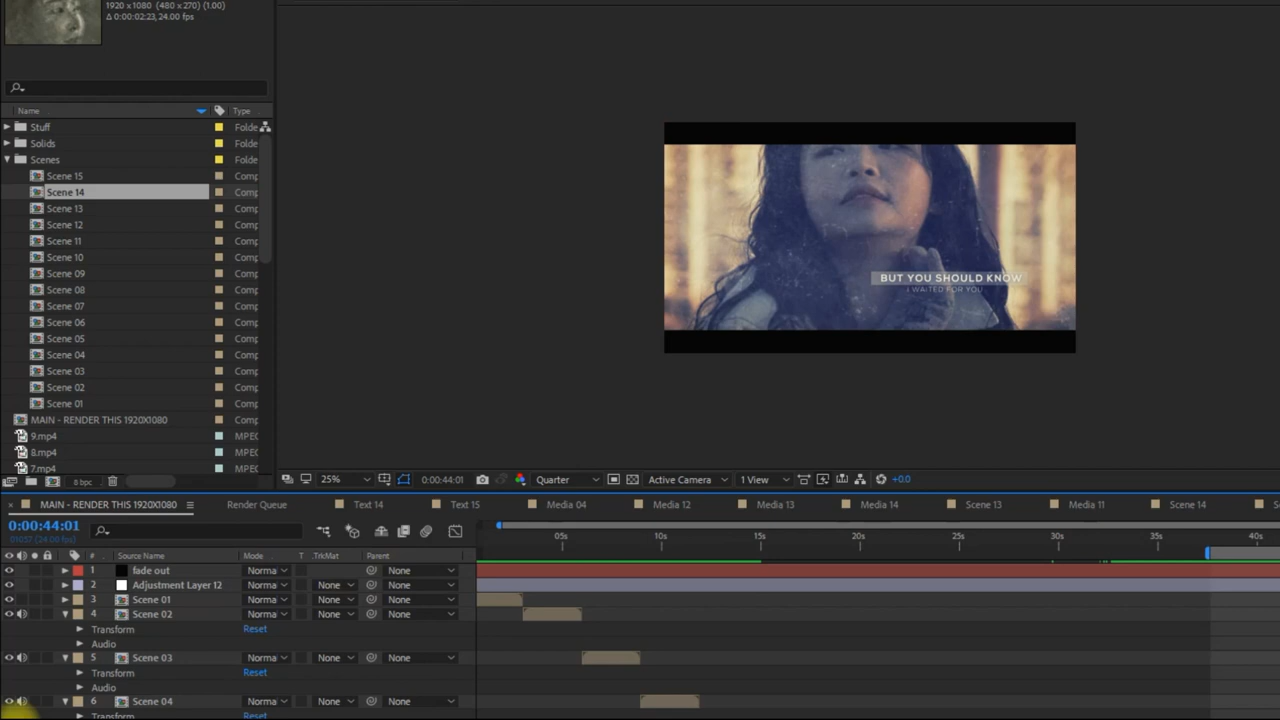 1920 x 1080 (480 x 270) (1.00)
Δ 0:00:02:23, 24.00 fps
Name Type
Stuff Folde
Solids Folde
Scenes Folde
Scene 15 Comp
Scene 14 Comp
Scene 13 Comp
Scene 12 Comp
Scene 11 Comp
Scene 10 Comp
Scene 09 Comp
Scene 08 Comp
Scene 07 Comp
Scene 06 Comp
Scene 05 Comp
Scene 04 Comp
Scene 03 Comp
Scene 02 Comp
Scene 01 Comp
MAIN - RENDER THIS 1920X1080 Comp
9.mp4 MPEG
8.mp4 MPEG
7.mp4 MPEG
8 bpc
BUT YOU SHOULD KNOW
I WAITED FOR YOU
25% 0:00:44:01 Quarter Active Camera 1 View +0.0
MAIN - RENDER THIS 1920X1080 Render Queue Text 14 Text 15 Media 04 Media 12 Media 13 Media 14 Scene 13 Media 11 Scene 14
0:00:44:01
01057 (24.00 fps)
05s 10s 15s 20s 25s 30s 35s 40s
# Source Name Mode T .TrkMat Parent
1 fade out Norma None
2 Adjustment Layer 12 Norma None None
3 Scene 01 Norma None None
4 Scene 02 Norma None None
Transform Reset
Audio
5 Scene 03 Norma None None
Transform Reset
Audio
6 Scene 04 Norma None None
Transform Reset